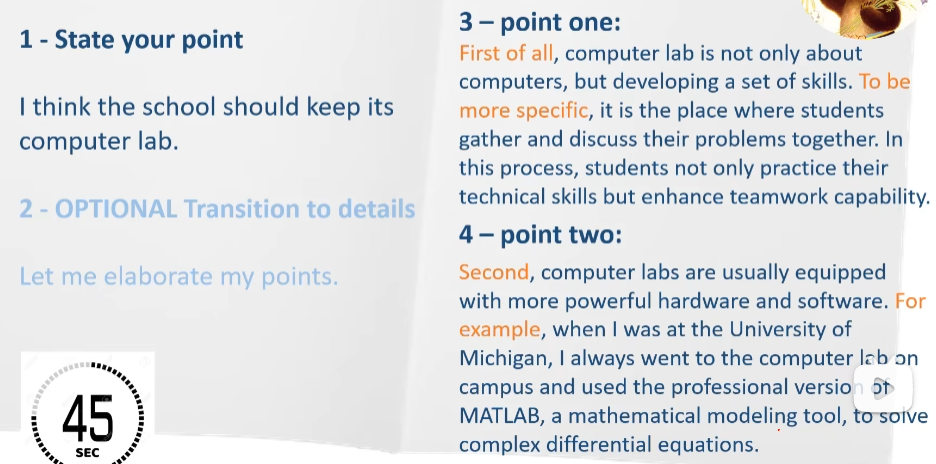 1 - State your point
I think the school should keep its
computer lab.
2 - OPTIONAL Transition to details
Let me elaborate my points.
45
SEC
3 – point one:
First of all, computer lab is not only about
computers, but developing a set of skills. To be
more specific, it is the place where students
gather and discuss their problems together. In
this process, students not only practice their
technical skills but enhance teamwork capability.
4 – point two:
Second, computer labs are usually equipped
with more powerful hardware and software. For
example, when I was at the University of
Michigan, I always went to the computer lab on
campus and used the professional version of
MATLAB, a mathematical modeling tool, to solve
complex differential equations.